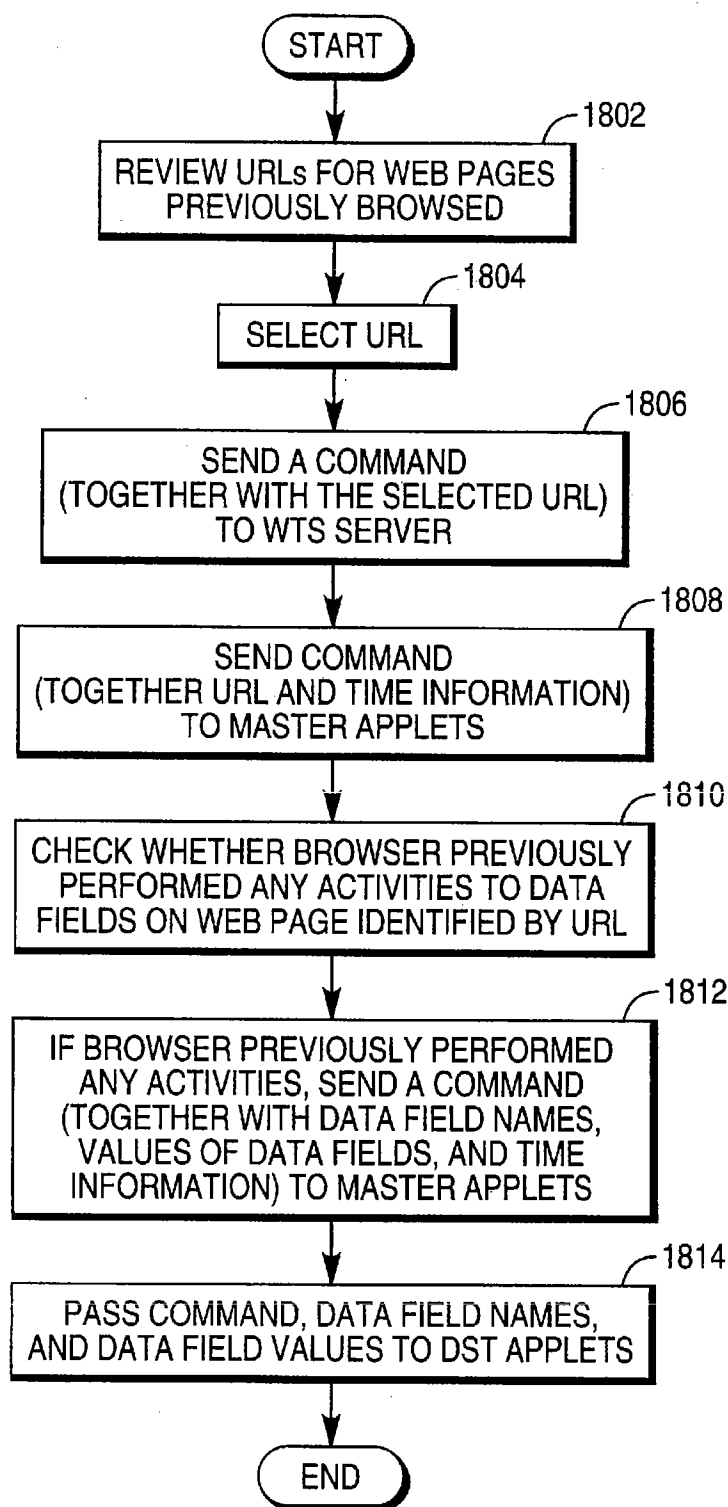 START
1802
REVIEW URLs FOR WEB PAGES
PREVIOUSLY BROWSED
1804
SELECT URL
1806
SEND A COMMAND
(TOGETHER WITH THE SELECTED URL)
TO WTS SERVER
1808
SEND COMMAND
(TOGETHER URL AND TIME INFORMATION)
TO MASTER APPLETS
1810
CHECK WHETHER BROWSER PREVIOUSLY
PERFORMED ANY ACTIVITIES TO DATA
FIELDS ON WEB PAGE IDENTIFIED BY URL
1812
IF BROWSER PREVIOUSLY PERFORMED
ANY ACTIVITIES, SEND A COMMAND
(TOGETHER WITH DATA FIELD NAMES,
VALUES OF DATA FIELDS, AND TIME
INFORMATION) TO MASTER APPLETS
1814
PASS COMMAND, DATA FIELD NAMES,
AND DATA FIELD VALUES TO DST APPLETS
END